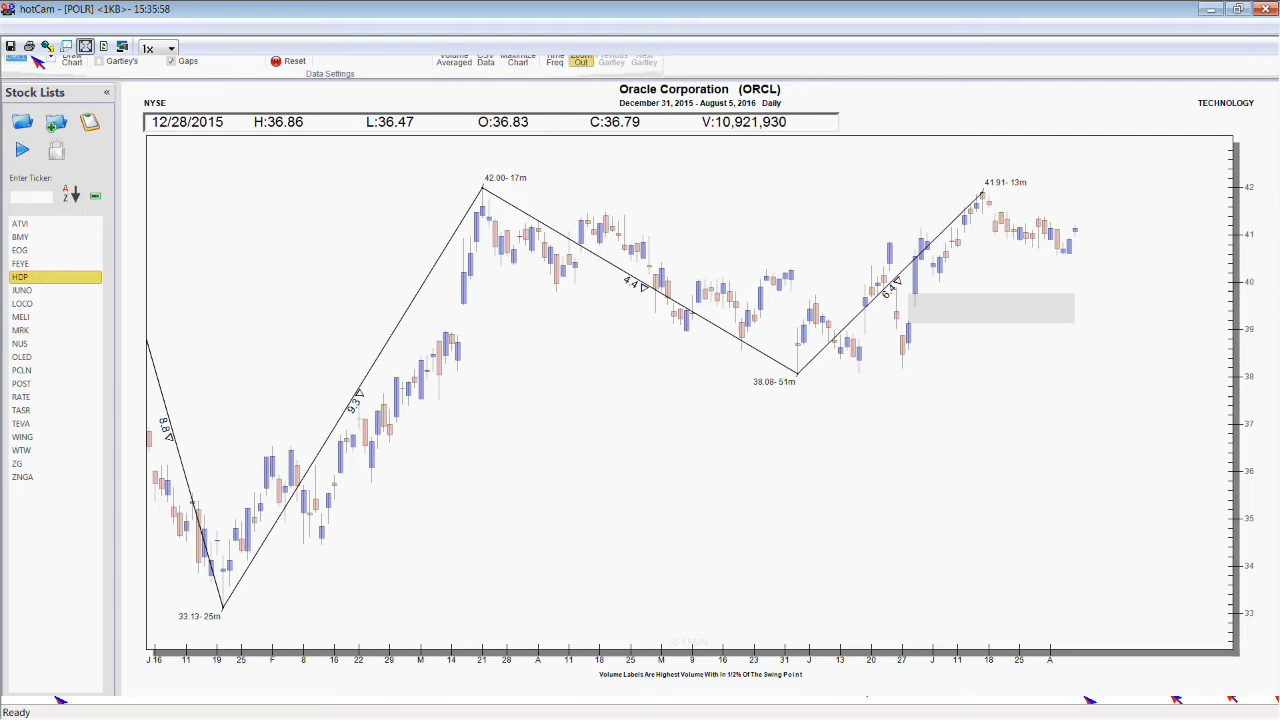 hotCam - [POLR] <1KB>- 15:35:58
1x
ORCL Draw Chart Gartley's Gaps Reset Volume Averaged CSV Data Maximize Chart Time Freq Zoom Out Previous Gartley Next Gartley
Data Settings
Stock Lists «
Enter Ticker:
A
Z
ATVI
BMY
EOG
FEYE
HDP
JUNO
LOCO
MELI
MRK
NUS
OLED
PCLN
POST
RATE
TASR
TEVA
WING
WTW
ZG
ZNGA
Oracle Corporation (ORCL)
NYSE December 31, 2015 - August 5, 2016 Daily TECHNOLOGY
12/28/2015 H:36.86 L:36.47 O:36.83 C:36.79 V:10,921,930
42.00- 17m
41.91- 13m
4.4
6.4
38.08- 51m
9.3
8.8
33.13- 25m
42
41
40
39
38
37
36
35
34
33
J 16 11 19 25 F 8 16 22 29 M 14 21 28 A 11 18 25 M 9 16 23 31 J 13 20 27 J 11 18 25 A
Volume Labels Are Highest Volume With In 1/2% Of The Swing Point
Ready